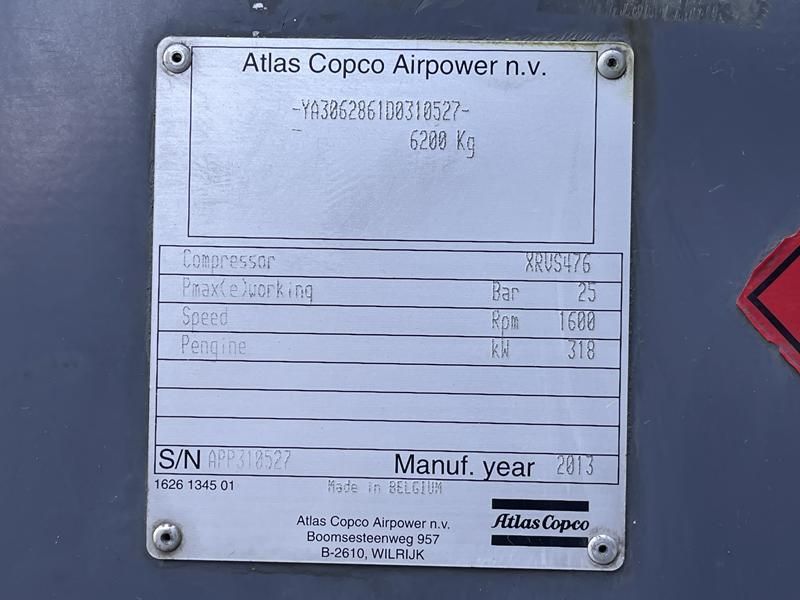 Atlas Copco Airpower n.v.
-YA3062861D0310527-
- 6200 Kg
Compressor XRVS476
Pmax(e)working Bar 25
Speed Rpm 1600
Pengine kW 318
S/N APP310527 Manuf. year 2013
1626 1345 01 Made in BELGIUM
Atlas Copco
Atlas Copco Airpower n.v.
Boomsesteenweg 957
B-2610, WILRIJK